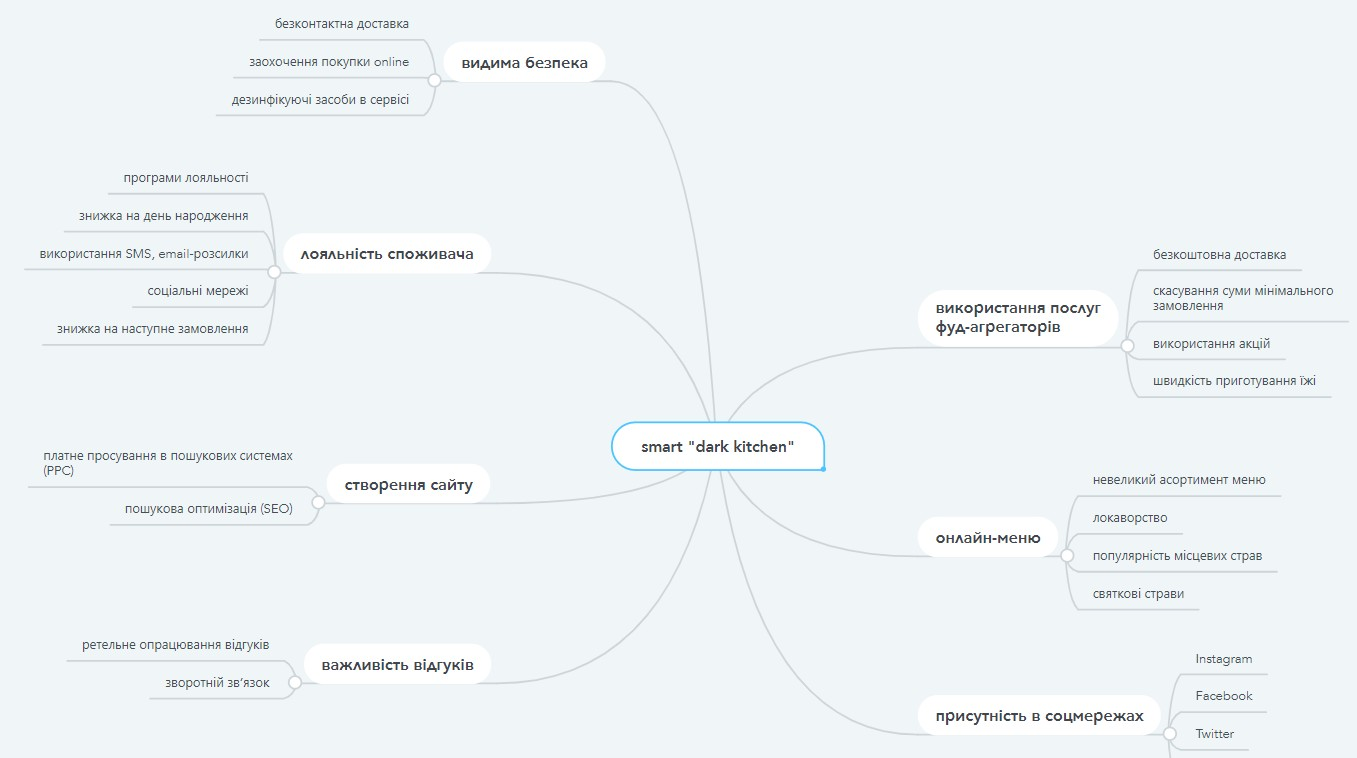 безконтактна доставка
заохочення покупки online
дезинфікуючі засоби в сервісі
видима безпека
програми лояльності
знижка на день народження
використання SMS, email-розсилки
соціальні мережі
знижка на наступне замовлення
лояльність споживача
платне просування в пошукових системах
(PPC)
пошукова оптимізація (SEO)
створення сайту
ретельне опрацювання відгуків
зворотній зв'язок
важливість відгуків
smart "dark kitchen"
використання послуг
фуд-агрегаторів
безкоштовна доставка
скасування суми мінімального
замовлення
використання акцій
швидкість приготування їжі
онлайн-меню
невеликий асортимент меню
локаворство
популярність місцевих страв
святкові страви
присутність в соцмережах
Instagram
Facebook
Twitter